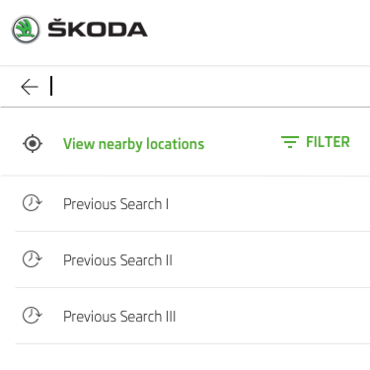 ŠKODA
View nearby locations FILTER
Previous Search I
Previous Search II
Previous Search III